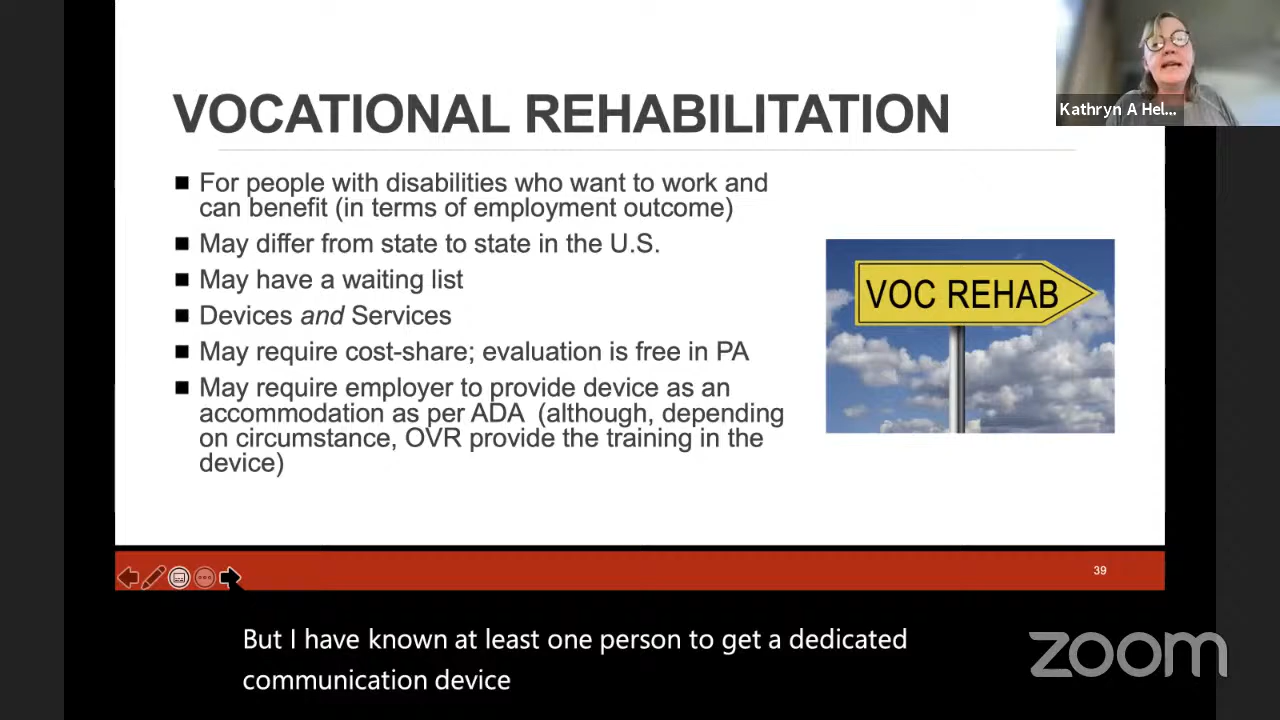 VOCATIONAL REHABILITATION
Kathryn A Hel...
For people with disabilities who want to work and
can benefit (in terms of employment outcome)
May differ from state to state in the U.S.
May have a waiting list
Devices and Services
May require cost-share; evaluation is free in PA
May require employer to provide device as an
accommodation as per ADA (although, depending
on circumstance, OVR provide the training in the
device)
VOC REHAB
39
But I have known at least one person to get a dedicated
communication device
zoom